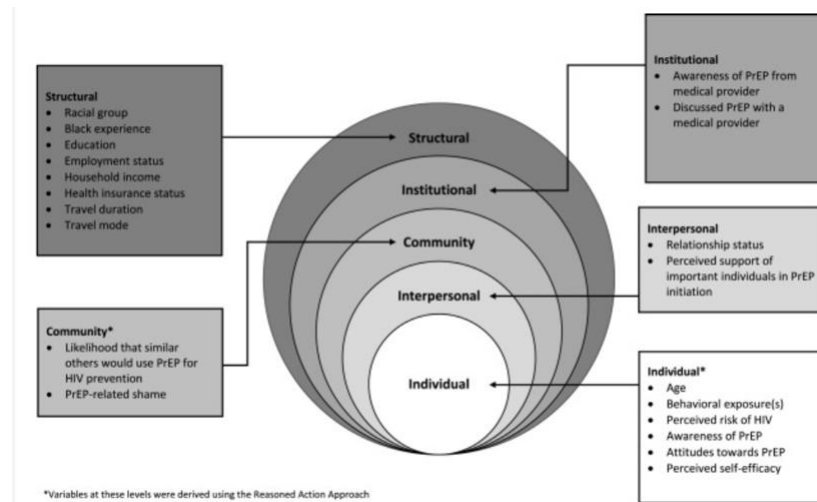 Structural
• Racial group
• Black experience
• Education
• Employment status
• Household income
• Health insurance status
• Travel duration
• Travel mode
Community*
• Likelihood that similar
others would use PrEP for
HIV prevention
• PrEP-related shame
Structural
Institutional
Community
Interpersonal
Individual
Institutional
• Awareness of PrEP from
medical provider
• Discussed PrEP with a
medical provider
Interpersonal
• Relationship status
• Perceived support of
important individuals in PrEP
initiation
Individual*
• Age
• Behavioral exposure(s)
• Perceived risk of HIV
• Awareness of PrEP
• Attitudes towards PrEP
• Perceived self-efficacy
*Variables at these levels were derived using the Reasoned Action Approach